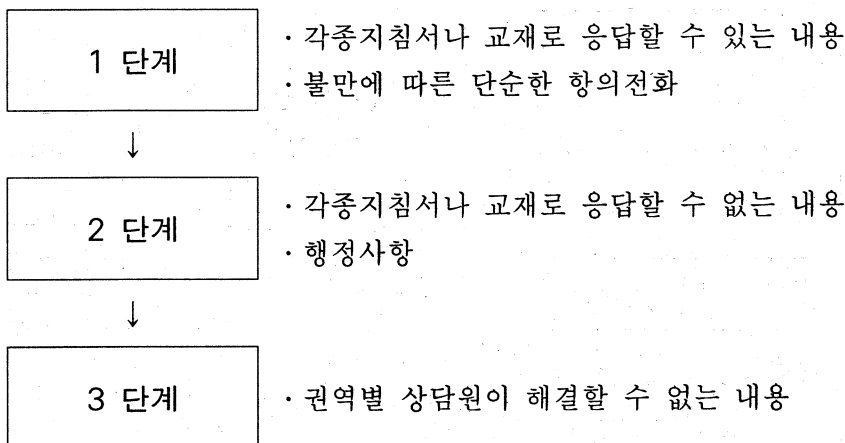 1 단계
· 각종지침서나 교재로 응답할 수 있는 내용
· 불만에 따른 단순한 항의전화
↓
2 단계
· 각종지침서나 교재로 응답할 수 없는 내용
· 행정사항
↓
3 단계
· 권역별 상담원이 해결할 수 없는 내용